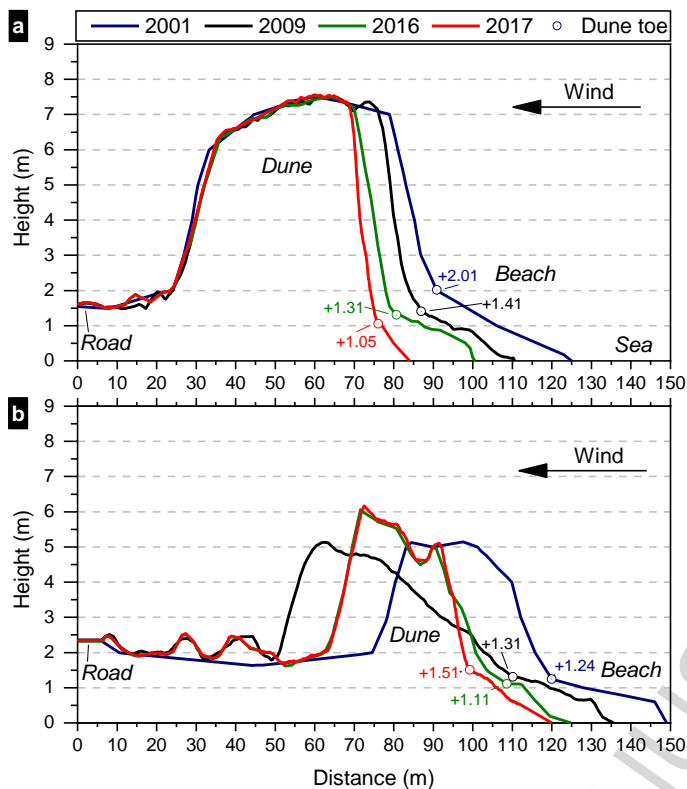 a
2001 2009 2016 2017 Dune toe
9
8
7
6
5
4
3
2
1
0
Height (m)
Wind
Dune
Beach
+2.01
+1.41
+1.31
+1.05
Road
Sea
0 10 20 30 40 50 60 70 80 90 100 110 120 130 140 150
b
9
8
7
6
5
4
3
2
1
0
Height (m)
Wind
Dune
+1.31
+1.24
Beach
+1.51
+1.11
Road
0 10 20 30 40 50 60 70 80 90 100 110 120 130 140 150
Distance (m)